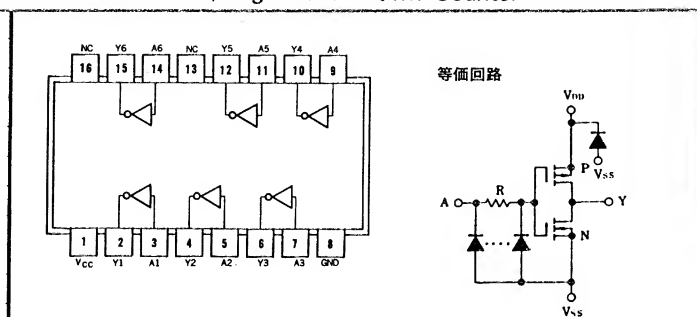 NC Y6 A6 NC Y5 A5 Y4 A4
16 15 14 13 12 11 10 9
1 2 3 4 5 6 7 8
VCC Y1 A1 Y2 A2 Y3 A3 GND
等価回路
VDD
P
VSS
A
R
Y
N
VSS